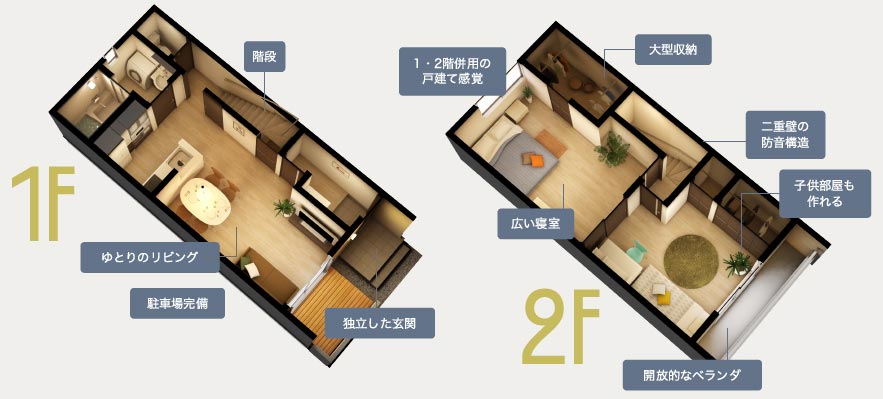 1F
階段
ゆとりのリビング
駐車場完備
独立した玄関
1・2階併用の
戸建て感覚
大型収納
二重壁の
防音構造
子供部屋も
作れる
広い寝室
2F
開放的なベランダ